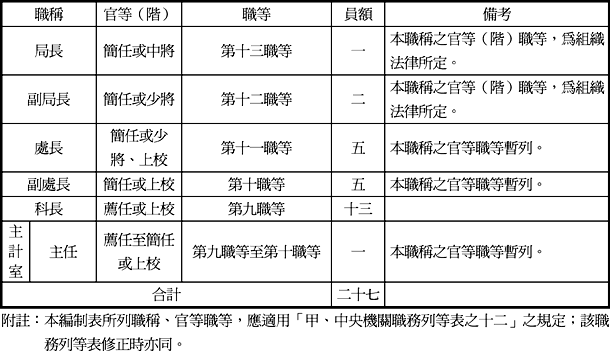 職稱 官等（階） 職等 員額 備考
局長 簡任或中將 第十三職等 一 本職稱之官等（階）職等，為組織
法律所定。
副局長 簡任或少將 第十二職等 二 本職稱之官等（階）職等，為組織
法律所定。
處長 簡任或少
將、上校 第十一職等 五 本職稱之官等職等暫列。
副處長 簡任或上校 第十職等 五 本職稱之官等職等暫列。
科長 薦任或上校 第九職等 十三
主計室 主任 薦任至簡任
或上校 第九職等至第十職等 一 本職稱之官等職等暫列。
合計 二十七
附註：本編制表所列職稱、官等職等，應適用「甲、中央機關職務列等表之十二」之規定；該職
務列等表修正時亦同。